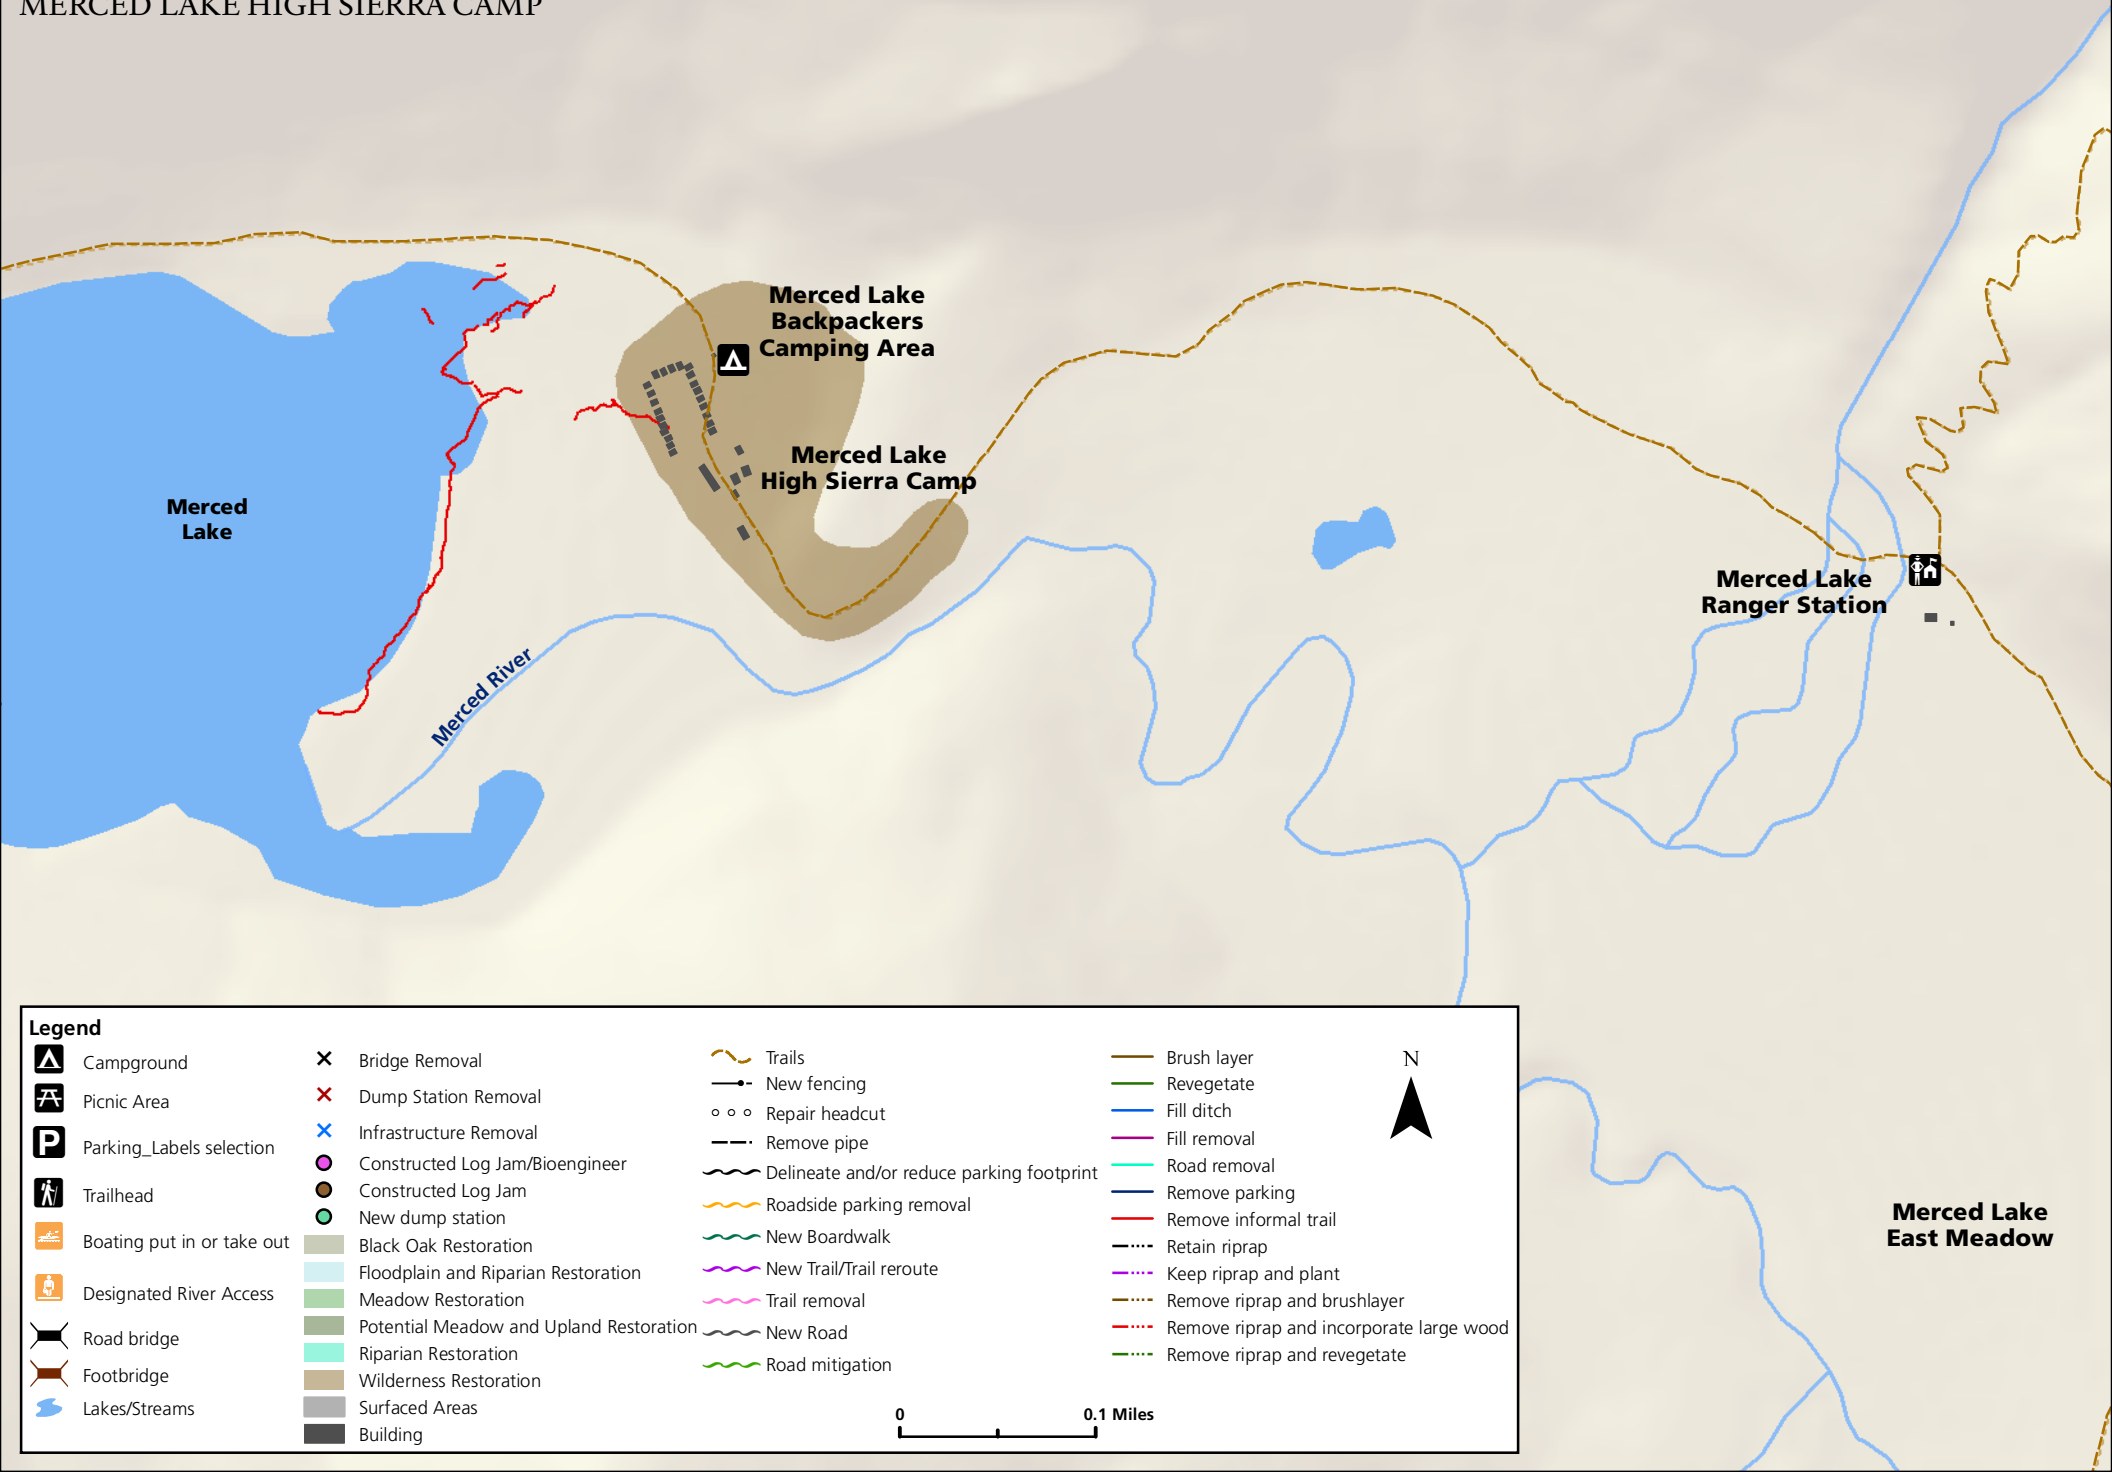 MERCED LAKE HIGH SIERRA CAMP
Merced Lake
Backpackers
Camping Area
Merced Lake
High Sierra Camp
Merced
Lake
Merced River
Merced Lake
Ranger Station
Merced Lake
East Meadow
Legend
Campground
Picnic Area
P
Parking_Labels selection
Trailhead
Boating put in or take out
Designated River Access
Road bridge
Footbridge
Lakes/Streams
Bridge Removal
Dump Station Removal
Infrastructure Removal
Constructed Log Jam/Bioengineer
Constructed Log Jam
New dump station
Black Oak Restoration
Floodplain and Riparian Restoration
Meadow Restoration
Potential Meadow and Upland Restoration
Riparian Restoration
Wilderness Restoration
Surfaced Areas
Building
Trails
New fencing
Repair headcut
Remove pipe
Delineate and/or reduce parking footprint
Roadside parking removal
New Boardwalk
New Trail/Trail reroute
Trail removal
New Road
Road mitigation
Brush layer
Revegetate
Fill ditch
Fill removal
Road removal
Remove parking
Remove informal trail
Retain riprap
Keep riprap and plant
Remove riprap and brushlayer
Remove riprap and incorporate large wood
Remove riprap and revegetate
N
0 0.1 Miles